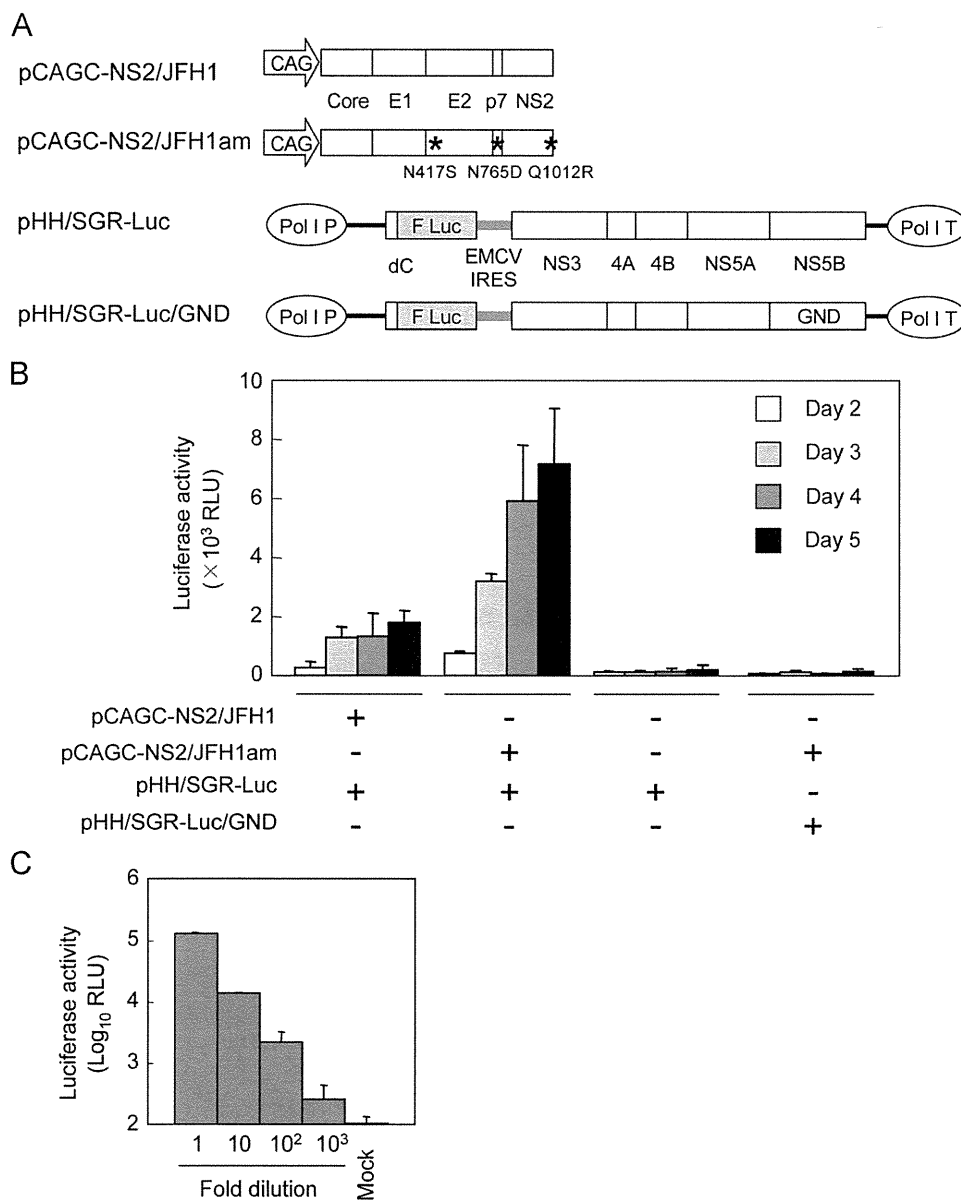 A
pCAGC-NS2/JFH1
CAG
Core E1 E2 p7 NS2
pCAGC-NS2/JFH1am
CAG
* * *
N417S N765D Q1012R
pHH/SGR-Luc
Pol I P F Luc Pol I T
dC EMCV IRES NS3 4A 4B NS5A NS5B
pHH/SGR-Luc/GND
Pol I P F Luc GND Pol I T
B
Luciferase activity
(×10³ RLU)
10
8
6
4
2
0
Day 2
Day 3
Day 4
Day 5
pCAGC-NS2/JFH1 + - - -
pCAGC-NS2/JFH1am - + - +
pHH/SGR-Luc + + + -
pHH/SGR-Luc/GND - - - +
C
Luciferase activity
(Log₁₀ RLU)
6
5
4
3
2
1 10 10² 10³ Mock
Fold dilution